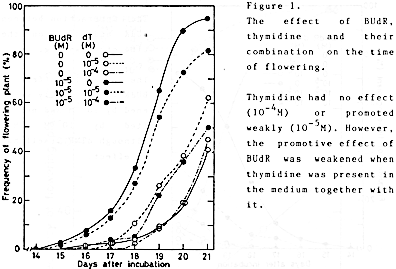 Figure 1.
The effect of BUdR,
thymidine and their
combination on the time
of flowering.
Thymidine had no effect
(10⁻⁴M) or promoted
weakly (10⁻⁵M). However,
the promotive effect of
BUdR was weakened when
thymidine was present in
the medium together with
it.
Frequency of flowering plant (%)
100
80
60
40
20
0
BUdR dT
(M) (M)
0 0
0 10⁻⁵
0 10⁻⁴
10⁻⁵ 0
10⁻⁵ 10⁻⁵
10⁻⁵ 10⁻⁴
14 15 16 17 18 19 20 21
Days after incubation